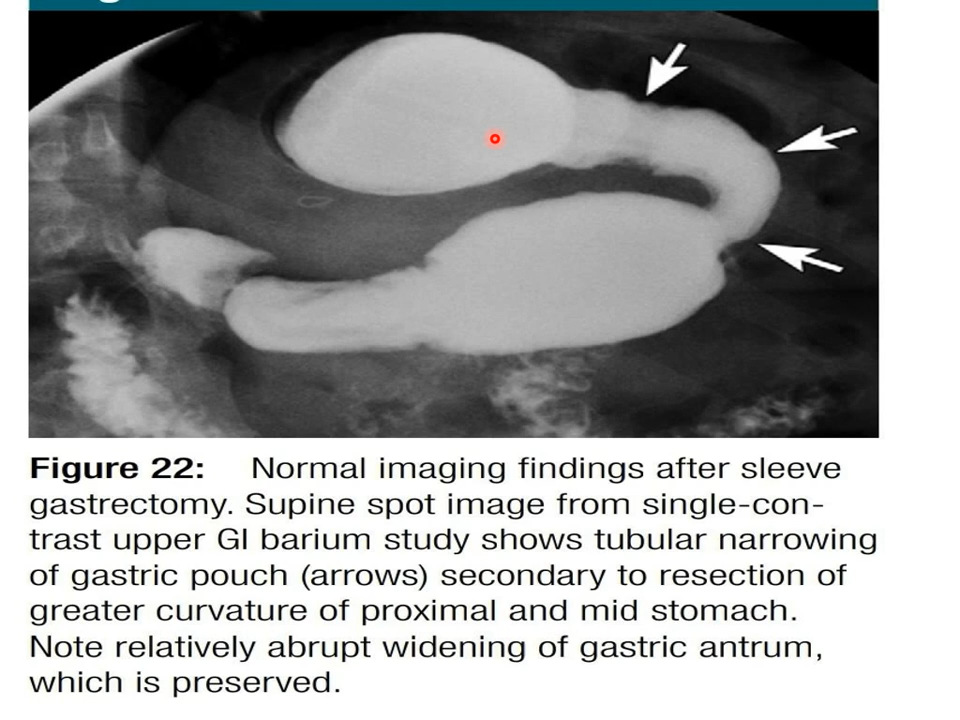 Figure 22: Normal imaging findings after sleeve
gastrectomy. Supine spot image from single-con-
trast upper GI barium study shows tubular narrowing
of gastric pouch (arrows) secondary to resection of
greater curvature of proximal and mid stomach.
Note relatively abrupt widening of gastric antrum,
which is preserved.